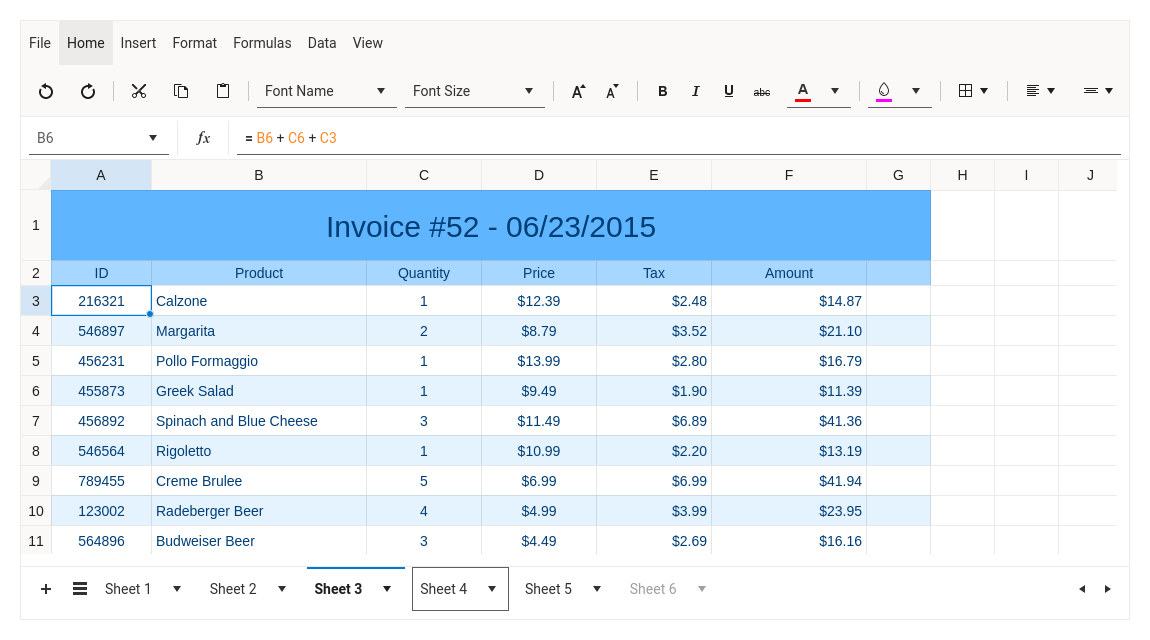 File Home Insert Format Formulas Data View
Font Name Font Size A A B I U abc A
B6 fx = B6 + C6 + C3
A B C D E F G H I J
1 Invoice #52 - 06/23/2015
2 ID Product Quantity Price Tax Amount
3 216321 Calzone 1 $12.39 $2.48 $14.87
4 546897 Margarita 2 $8.79 $3.52 $21.10
5 456231 Pollo Formaggio 1 $13.99 $2.80 $16.79
6 455873 Greek Salad 1 $9.49 $1.90 $11.39
7 456892 Spinach and Blue Cheese 3 $11.49 $6.89 $41.36
8 546564 Rigoletto 1 $10.99 $2.20 $13.19
9 789455 Creme Brulee 5 $6.99 $6.99 $41.94
10 123002 Radeberger Beer 4 $4.99 $3.99 $23.95
11 564896 Budweiser Beer 3 $4.49 $2.69 $16.16
Sheet 1 Sheet 2 Sheet 3 Sheet 4 Sheet 5 Sheet 6